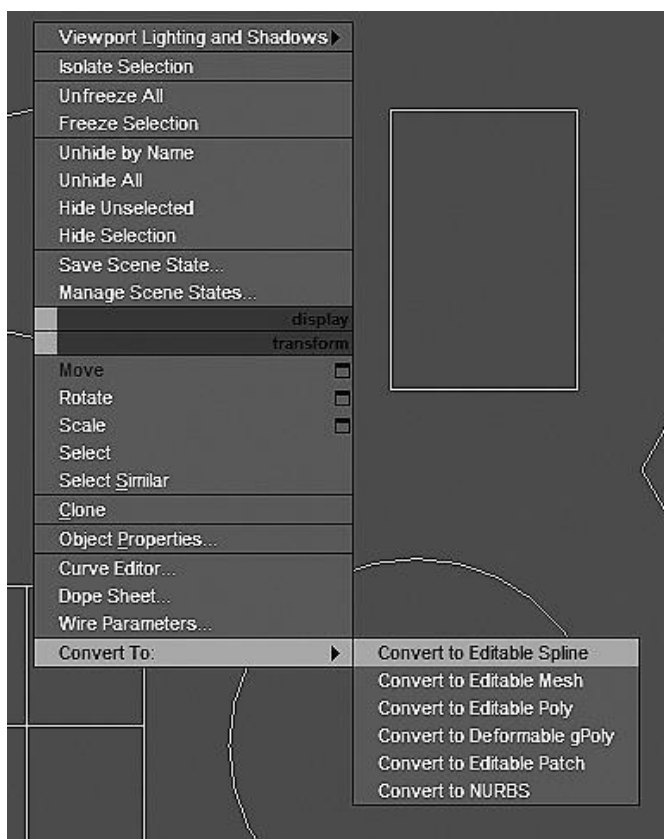 Viewport Lighting and Shadows
Isolate Selection
Unfreeze All
Freeze Selection
Unhide by Name
Unhide All
Hide Unselected
Hide Selection
Save Scene State...
Manage Scene States...
display
transform
Move
Rotate
Scale
Select
Select Similar
Clone
Object Properties...
Curve Editor...
Dope Sheet...
Wire Parameters...
Convert To:
Convert to Editable Spline
Convert to Editable Mesh
Convert to Editable Poly
Convert to Deformable gPoly
Convert to Editable Patch
Convert to NURBS